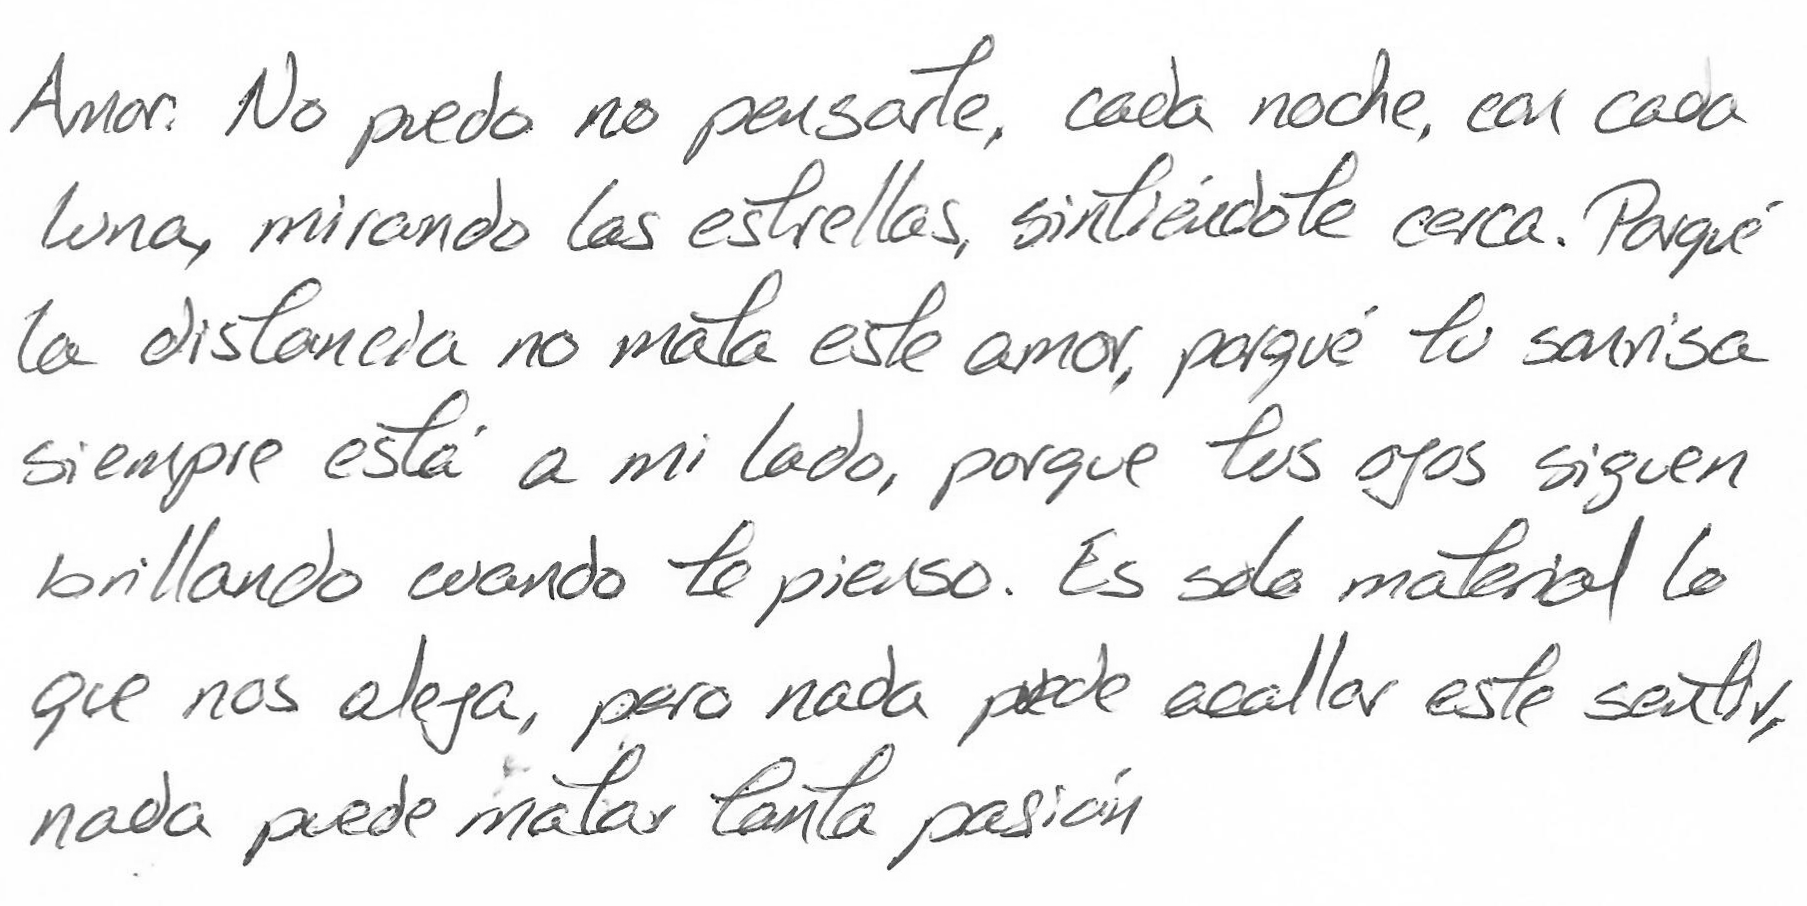 Amor. No puedo no pensarte, cada noche, con cada
luna, mirando las estrellas, sintiéndote cerca. Porqué
la distancia no mata este amor, porqué tu sonrisa
siempre está a mi lado, porque tus ojos siguen
brillando cuando te pienso. Es solo material lo
que nos aleja, pero nada puede acallar este sentir,
nada puede matar tanta pasión